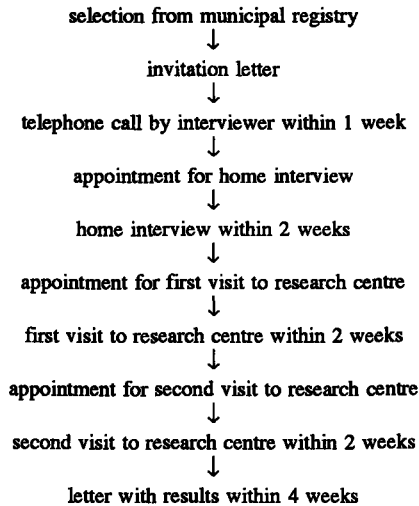 selection from municipal registry
↓
invitation letter
↓
telephone call by interviewer within 1 week
↓
appointment for home interview
↓
home interview within 2 weeks
↓
appointment for first visit to research centre
↓
first visit to research centre within 2 weeks
↓
appointment for second visit to research centre
↓
second visit to research centre within 2 weeks
↓
letter with results within 4 weeks